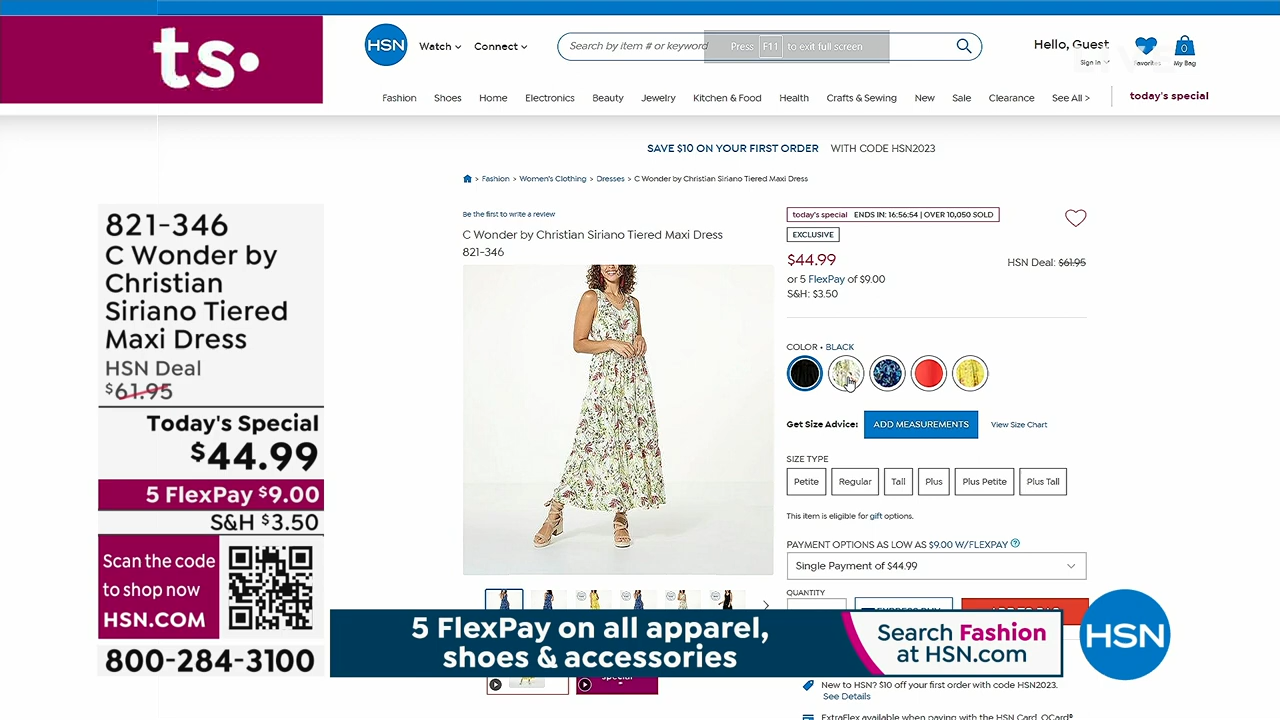 ts.
HSN
Watch
Connect
Search by item # or keyword
Press F11 to exit full screen
Hello, Guest
Sign In
Favorites
0
My Bag
Fashion
Shoes
Home
Electronics
Beauty
Jewelry
Kitchen & Food
Health
Crafts & Sewing
New
Sale
Clearance
See All >
today's special
SAVE $10 ON YOUR FIRST ORDER WITH CODE HSN2023
> Fashion > Women's Clothing > Dresses > C Wonder by Christian Siriano Tiered Maxi Dress
821-346
C Wonder by
Christian
Siriano Tiered
Maxi Dress
HSN Deal
$61.95
Today's Special
$44.99
5 FlexPay $9.00
S&H $3.50
Scan the code
to shop now
HSN.COM
800-284-3100
Be the first to write a review
C Wonder by Christian Siriano Tiered Maxi Dress
821-346
today's special ENDS IN: 16:56:54 | OVER 10,050 SOLD
EXCLUSIVE
$44.99
HSN Deal: $61.95
or 5 FlexPay of $9.00
S&H: $3.50
COLOR • BLACK
Get Size Advice:
ADD MEASUREMENTS
View Size Chart
SIZE TYPE
Petite
Regular
Tall
Plus
Plus Petite
Plus Tall
This item is eligible for gift options.
PAYMENT OPTIONS AS LOW AS $9.00 W/FLEXPAY
Single Payment of $44.99
QUANTITY
5 FlexPay on all apparel,
shoes & accessories
Search Fashion
at HSN.com
HSN
special
New to HSN? $10 off your first order with code HSN2023.
See Details
ExtraFlex available when paying with the HSN Card, QCard®